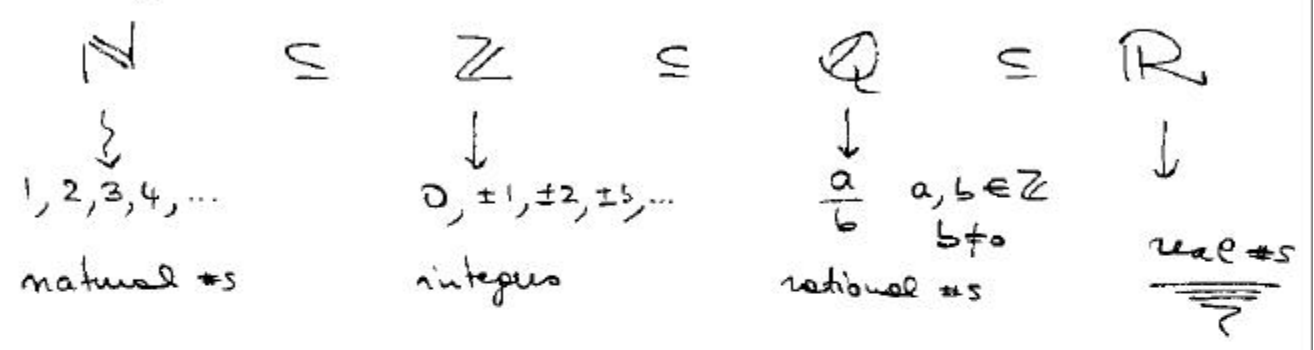 ℕ ⊆ ℤ ⊆ ℚ ⊆ ℝ
1, 2, 3, 4, ... 0, ±1, ±2, ±3, ... a/b a, b ∈ ℤ
b ≠ 0
natural #s integers rational #s real #s
?